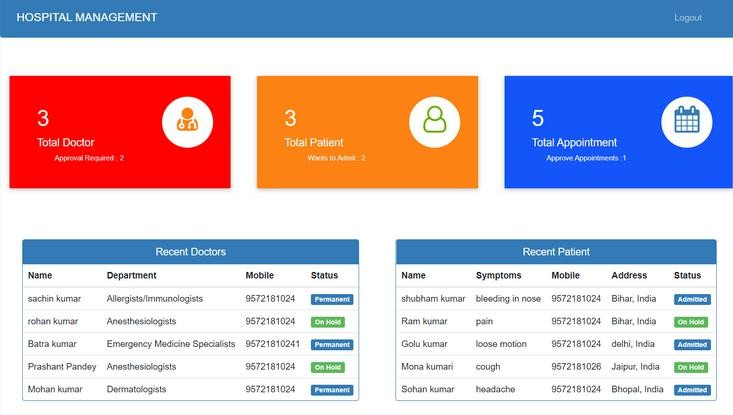 HOSPITAL MANAGEMENT Logout
3
Total Doctor
Approval Required : 2
3
Total Patient
Wants to Admit : 2
5
Total Appointment
Approve Appointments :1
Recent Doctors
Name Department Mobile Status
sachin kumar Allergists/Immunologists 9572181024 Permanent
rohan kumar Anesthesiologists 9572181024 On Hold
Batra kumar Emergency Medicine Specialists 95721810241 Permanent
Prashant Pandey Anesthesiologists 9572181024 On Hold
Mohan kumar Dermatologists 9572181024 Permanent
Recent Patient
Name Symptoms Mobile Address Status
shubham kumar bleeding in nose 9572181024 Bihar, India Admitted
Ram kumar pain 9572181024 Bihar, India On Hold
Golu kumar loose motion 9572181024 delhi, India Admitted
Mona kumari cough 9572181026 Jaipur, India On Hold
Sohan kumar headache 9572181024 Bhopal, India Admitted